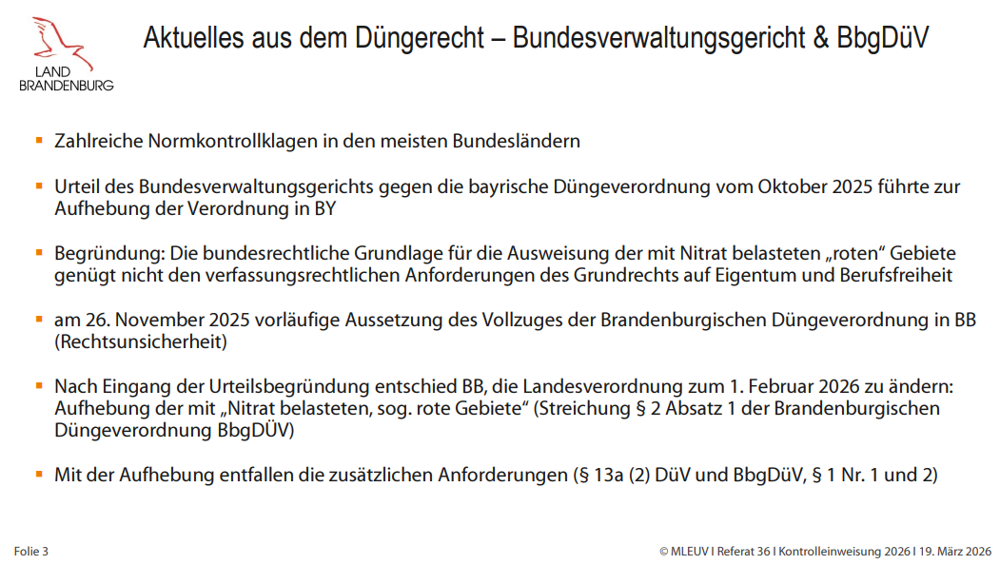 Aktuelles aus dem Düngerecht – Bundesverwaltungsgericht & BbgDüV
LAND
BRANDENBURG
▪ Zahlreiche Normkontrollklagen in den meisten Bundesländern
▪ Urteil des Bundesverwaltungsgerichts gegen die bayrische Düngeverordnung vom Oktober 2025 führte zur
Aufhebung der Verordnung in BY
▪ Begründung: Die bundesrechtliche Grundlage für die Ausweisung der mit Nitrat belasteten „roten“ Gebiete
genügt nicht den verfassungsrechtlichen Anforderungen des Grundrechts auf Eigentum und Berufsfreiheit
▪ am 26. November 2025 vorläufige Aussetzung des Vollzuges der Brandenburgischen Düngeverordnung in BB
(Rechtsunsicherheit)
▪ Nach Eingang der Urteilsbegründung entschied BB, die Landesverordnung zum 1. Februar 2026 zu ändern:
Aufhebung der mit „Nitrat belasteten, sog. rote Gebiete“ (Streichung § 2 Absatz 1 der Brandenburgischen
Düngeverordnung BbgDÜV)
▪ Mit der Aufhebung entfallen die zusätzlichen Anforderungen (§ 13a (2) DüV und BbgDüV, § 1 Nr. 1 und 2)
Folie 3
© MLEUV I Referat 36 I Kontrolleinweisung 2026 I 19. März 2026